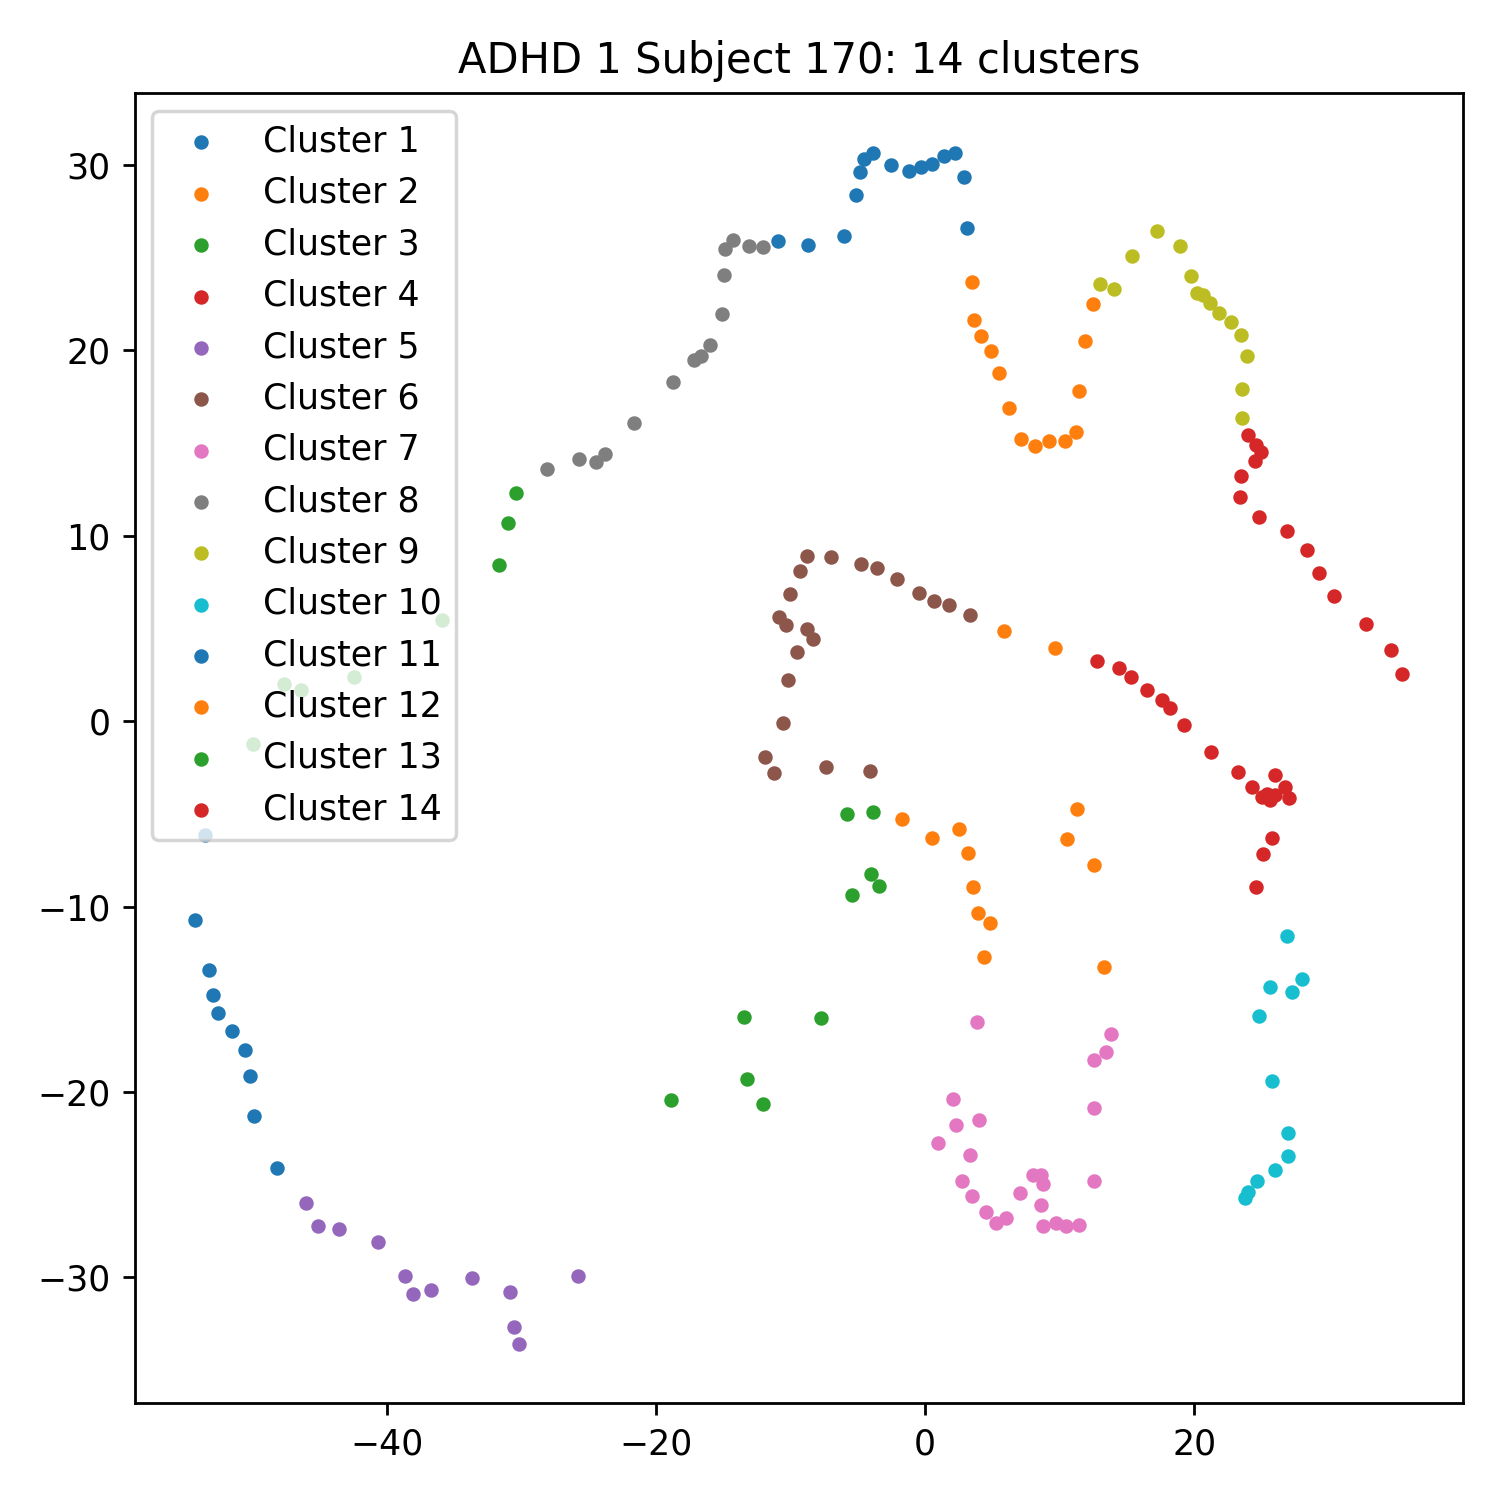 ADHD 1 Subject 170: 14 clusters
Cluster 1
Cluster 2
Cluster 3
Cluster 4
Cluster 5
Cluster 6
Cluster 7
Cluster 8
Cluster 9
Cluster 10
Cluster 11
Cluster 12
Cluster 13
Cluster 14
30
20
10
0
−10
−20
−30
−40
−20
0
20